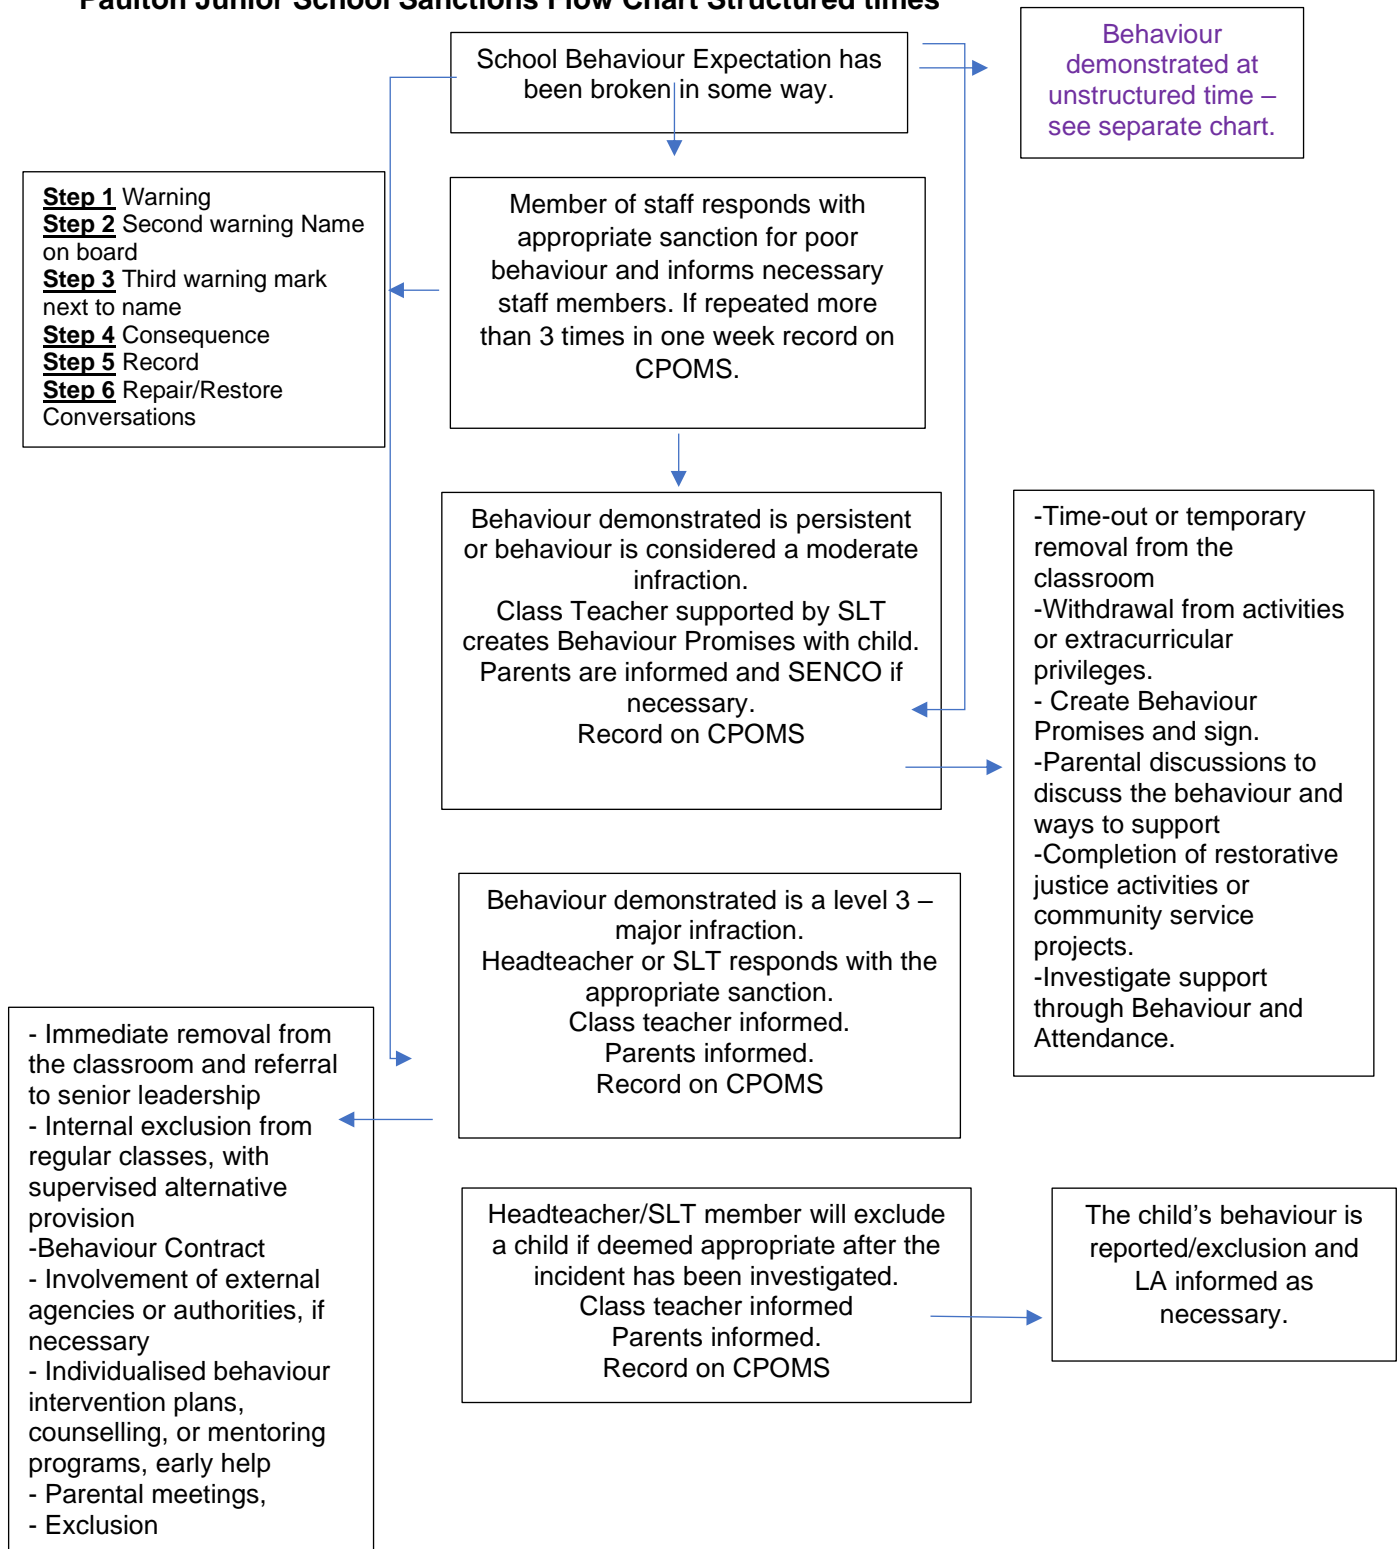 Paulton Junior School Sanctions Flow Chart Structured times
School Behaviour Expectation has
been broken in some way.
Behaviour
demonstrated at
unstructured time –
see separate chart.
Step 1 Warning
Step 2 Second warning Name
on board
Step 3 Third warning mark
next to name
Step 4 Consequence
Step 5 Record
Step 6 Repair/Restore
Conversations
Member of staff responds with
appropriate sanction for poor
behaviour and informs necessary
staff members. If repeated more
than 3 times in one week record on
CPOMS.
Behaviour demonstrated is persistent
or behaviour is considered a moderate
infraction.
Class Teacher supported by SLT
creates Behaviour Promises with child.
Parents are informed and SENCO if
necessary.
Record on CPOMS
-Time-out or temporary
removal from the
classroom
-Withdrawal from activities
or extracurricular
privileges.
- Create Behaviour
Promises and sign.
-Parental discussions to
discuss the behaviour and
ways to support
-Completion of restorative
justice activities or
community service
projects.
-Investigate support
through Behaviour and
Attendance.
Behaviour demonstrated is a level 3 –
major infraction.
Headteacher or SLT responds with the
appropriate sanction.
Class teacher informed.
Parents informed.
Record on CPOMS
- Immediate removal from
the classroom and referral
to senior leadership
- Internal exclusion from
regular classes, with
supervised alternative
provision
-Behaviour Contract
- Involvement of external
agencies or authorities, if
necessary
- Individualised behaviour
intervention plans,
counselling, or mentoring
programs, early help
- Parental meetings,
- Exclusion
Headteacher/SLT member will exclude
a child if deemed appropriate after the
incident has been investigated.
Class teacher informed
Parents informed.
Record on CPOMS
The child's behaviour is
reported/exclusion and
LA informed as
necessary.